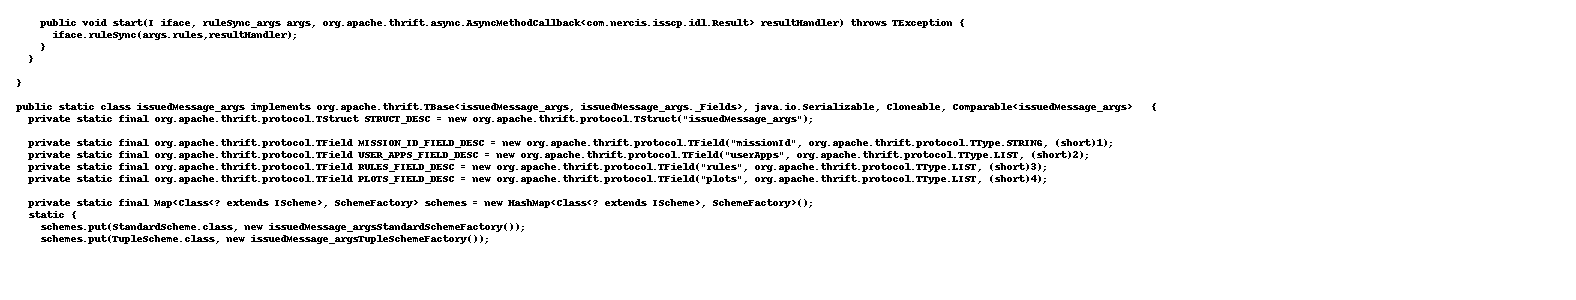 public void start(I iface, ruleSync_args args, org.apache.thrift.async.AsyncMethodCallback<com.nercis.isscp.idl.Result> resultHandler) throws TException {
iface.ruleSync(args.rules,resultHandler);
}
}
}
public static class issuedMessage_args implements org.apache.thrift.TBase<issuedMessage_args, issuedMessage_args._Fields>, java.io.Serializable, Cloneable, Comparable<issuedMessage_args>   {
private static final org.apache.thrift.protocol.TStruct STRUCT_DESC = new org.apache.thrift.protocol.TStruct("issuedMessage_args");
private static final org.apache.thrift.protocol.TField MISSION_ID_FIELD_DESC = new org.apache.thrift.protocol.TField("missionId", org.apache.thrift.protocol.TType.STRING, (short)1);
private static final org.apache.thrift.protocol.TField USER_APPS_FIELD_DESC = new org.apache.thrift.protocol.TField("userApps", org.apache.thrift.protocol.TType.LIST, (short)2);
private static final org.apache.thrift.protocol.TField RULES_FIELD_DESC = new org.apache.thrift.protocol.TField("rules", org.apache.thrift.protocol.TType.LIST, (short)3);
private static final org.apache.thrift.protocol.TField PLOTS_FIELD_DESC = new org.apache.thrift.protocol.TField("plots", org.apache.thrift.protocol.TType.LIST, (short)4);
private static final Map<Class<? extends IScheme>, SchemeFactory> schemes = new HashMap<Class<? extends IScheme>, SchemeFactory>();
static {
schemes.put(StandardScheme.class, new issuedMessage_argsStandardSchemeFactory());
schemes.put(TupleScheme.class, new issuedMessage_argsTupleSchemeFactory());